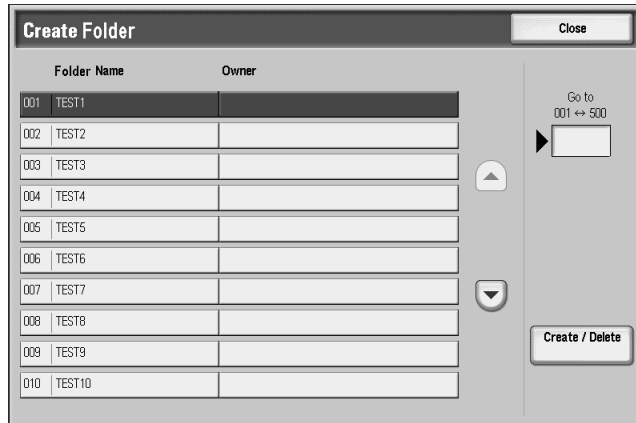 Create Folder
Close
Folder Name Owner
001 TEST1
002 TEST2
003 TEST3
004 TEST4
005 TEST5
006 TEST6
007 TEST7
008 TEST8
009 TEST9
010 TEST10
Go to
001 ↔ 500
Create / Delete